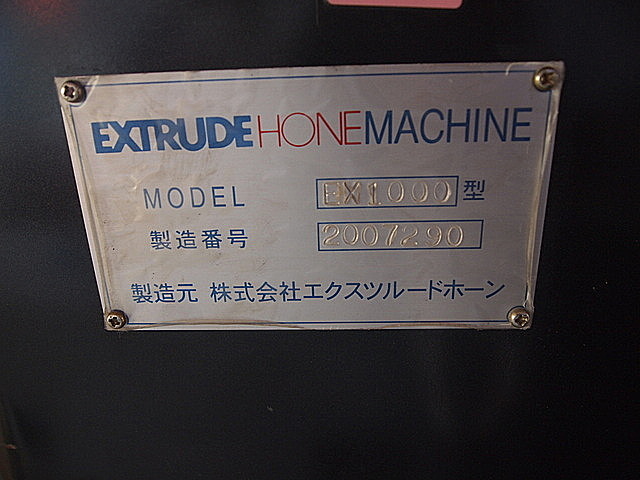 EXTRUDE HONE MACHINE
MODEL EX1000 型
製造番号 2007290
製造元 株式会社エクスツルードホーン